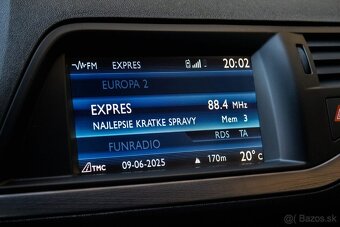 FM EXPRES 20:02
EUROPA 2
EXPRES 88.4 MHz
NAJLEPSIE KRATKE SPRAVY Mem 3
FUNRADIO RDS TA
TMC 09-06-2025 170m 20° C
Bazos.sk